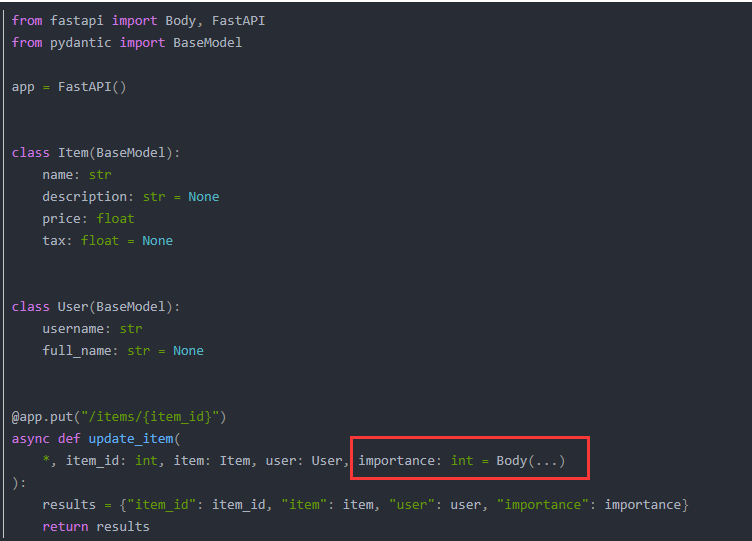 from fastapi import Body, FastAPI
from pydantic import BaseModel
app = FastAPI()
class Item(BaseModel):
    name: str
    description: str = None
    price: float
    tax: float = None
class User(BaseModel):
    username: str
    full_name: str = None
@app.put("/items/{item_id}")
async def update_item(
    *, item_id: int, item: Item, user: User, importance: int = Body(...)
):
    results = {"item_id": item_id, "item": item, "user": user, "importance": importance}
    return results